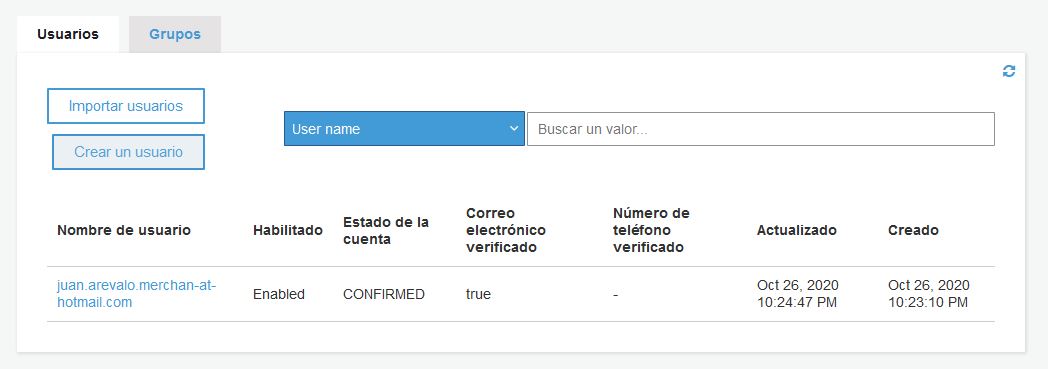 Usuarios
Grupos
Importar usuarios
User name
Buscar un valor...
Crear un usuario
Nombre de usuario
Habilitado
Estado de la
cuenta
Correo
electrónico
verificado
Número de
teléfono
verificado
Actualizado
Creado
juan.arevalo.merchan-at-
hotmail.com
Enabled
CONFIRMED
true
-
Oct 26, 2020
10:24:47 PM
Oct 26, 2020
10:23:10 PM